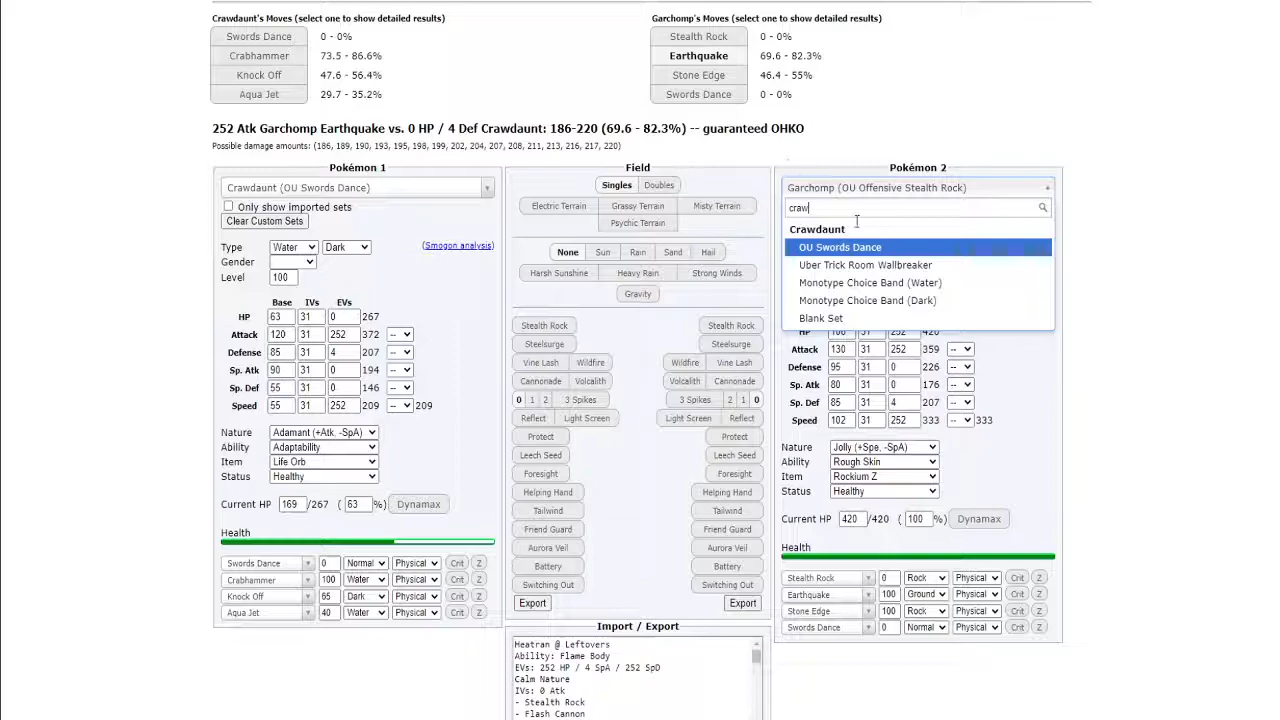 Crawdaunt's Moves (select one to show detailed results)
Swords Dance 0 - 0%
Crabhammer 73.5 - 86.6%
Knock Off 47.6 - 56.4%
Aqua Jet 29.7 - 35.2%
Garchomp's Moves (select one to show detailed results)
Stealth Rock 0 - 0%
Earthquake 69.6 - 82.3%
Stone Edge 46.4 - 55%
Swords Dance 0 - 0%
252 Atk Garchomp Earthquake vs. 0 HP / 4 Def Crawdaunt: 186-220 (69.6 - 82.3%) -- guaranteed OHKO
Possible damage amounts: (186, 189, 190, 193, 195, 198, 199, 202, 204, 207, 208, 211, 213, 216, 217, 220)
Pokémon 1
Crawdaunt (OU Swords Dance)
Only show imported sets
Clear Custom Sets
Type Water Dark (Smogon analysis)
Gender
Level 100
Base IVs EVs
HP 63 31 0 267
Attack 120 31 252 372 --
Defense 85 31 4 207 --
Sp. Atk 90 31 0 194 --
Sp. Def 55 31 0 146 --
Speed 55 31 252 209 -- 209
Nature Adamant (+Atk, -SpA)
Ability Adaptability
Item Life Orb
Status Healthy
Current HP 169 /267 ( 63 %) Dynamax
Health
Swords Dance 0 Normal Physical Crit Z
Crabhammer 100 Water Physical Crit Z
Knock Off 65 Dark Physical Crit Z
Aqua Jet 40 Water Physical Crit Z
Field
Singles Doubles
Electric Terrain Grassy Terrain Misty Terrain
Psychic Terrain
None Sun Rain Sand Hail
Harsh Sunshine Heavy Rain Strong Winds
Gravity
Stealth Rock Stealth Rock
Steelsurge Steelsurge
Vine Lash Wildfire Wildfire Vine Lash
Cannonade Volcalith Volcalith Cannonade
0 1 2 3 Spikes 3 Spikes 2 1 0
Reflect Light Screen Light Screen Reflect
Protect Protect
Leech Seed Leech Seed
Foresight Foresight
Helping Hand Helping Hand
Tailwind Tailwind
Friend Guard Friend Guard
Aurora Veil Aurora Veil
Battery Battery
Switching Out Switching Out
Export Export
Import / Export
Heatran @ Leftovers
Ability: Flame Body
EVs: 252 HP / 4 SpA / 252 SpD
Calm Nature
IVs: 0 Atk
- Stealth Rock
- Flash Cannon
Pokémon 2
Garchomp (OU Offensive Stealth Rock)
craw
Crawdaunt
OU Swords Dance
Uber Trick Room Wallbreaker
Monotype Choice Band (Water)
Monotype Choice Band (Dark)
Blank Set
HP 108 31 252 420
Attack 130 31 252 359 --
Defense 95 31 0 226 --
Sp. Atk 80 31 0 176 --
Sp. Def 85 31 4 207 --
Speed 102 31 252 333 -- 333
Nature Jolly (+Spe, -SpA)
Ability Rough Skin
Item Rockium Z
Status Healthy
Current HP 420 /420 ( 100 %) Dynamax
Health
Stealth Rock 0 Rock Physical Crit Z
Earthquake 100 Ground Physical Crit Z
Stone Edge 100 Rock Physical Crit Z
Swords Dance 0 Normal Physical Crit Z